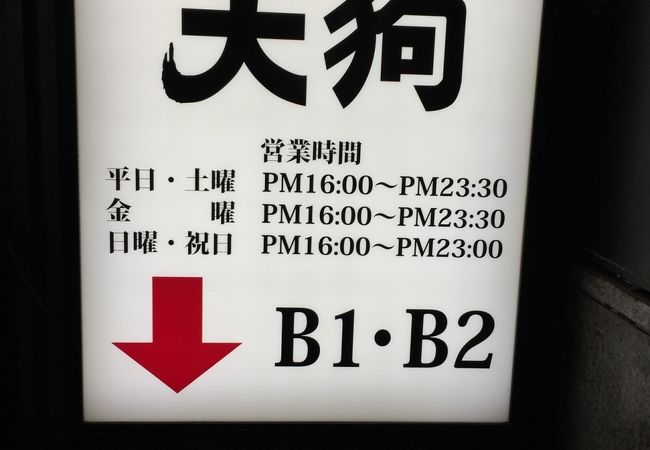 天狗
営業時間
平日・土曜 PM16:00～PM23:30
金 曜 PM16:00～PM23:30
日曜・祝日 PM16:00～PM23:00
B1・B2